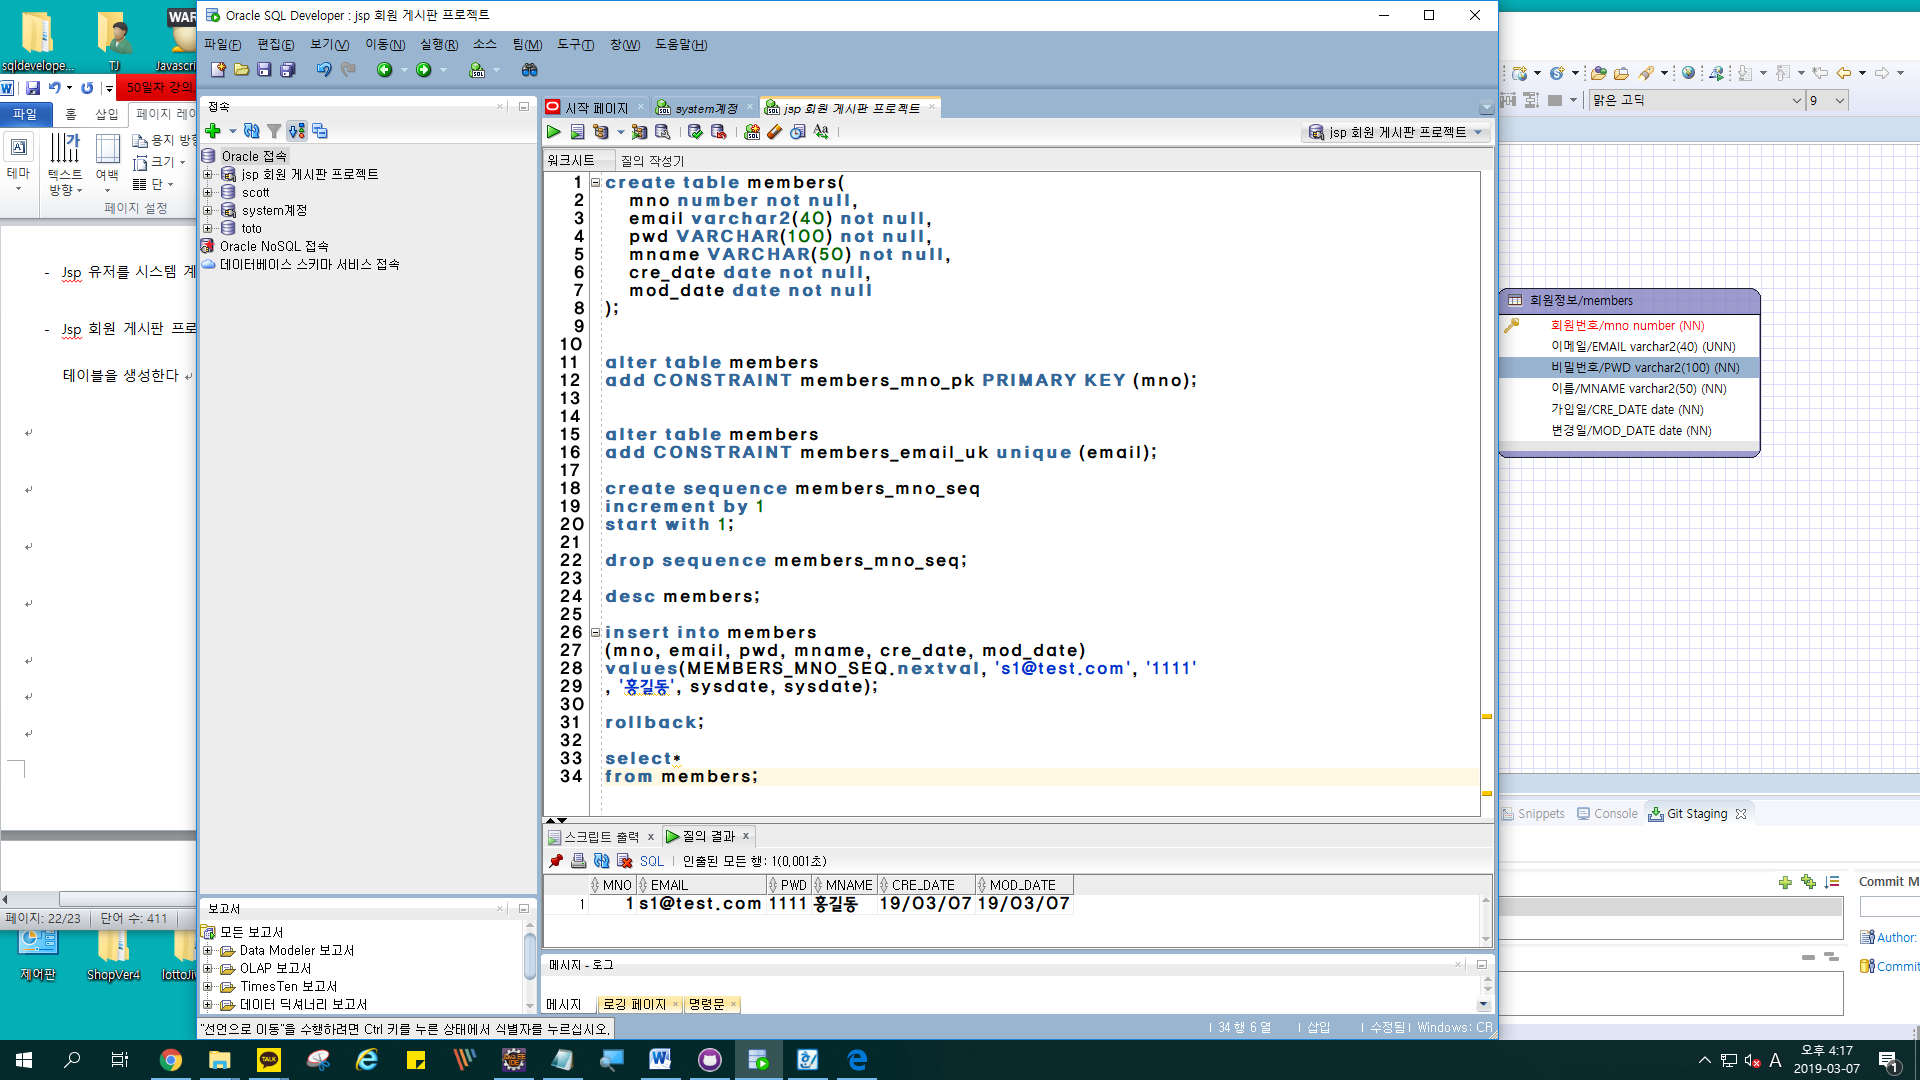 Oracle SQL Developer : jsp 회원 게시판 프로젝트
파일(F) 편집(E) 보기(V) 이동(N) 실행(R) 소스 팀(M) 도구(T) 창(W) 도움말(H)
sqldevelope...
TJ
Javascri
50일차 강의
파일 홈 삽입 페이지 레이
테마
텍스트
방향
여백
용지 방향
크기
단
페이지 설정
- Jsp 유저를 시스템 계
- Jsp 회원 게시판 프로
테이블을 생성한다
페이지: 22/23 단어 수: 411
제어판
ShopVer4
접속
Oracle 접속
jsp 회원 게시판 프로젝트
scott
system계정
toto
Oracle NoSQL 접속
데이터베이스 스키마 서비스 접속
시작 페이지 system계정 jsp 회원 게시판 프로젝트
jsp 회원 게시판 프로젝트
워크시트 질의 작성기
1 create table members(
2 mno number not null,
3 email varchar2(40) not null,
4 pwd VARCHAR(100) not null,
5 mname VARCHAR(50) not null,
6 cre_date date not null,
7 mod_date date not null
8 );
9
10
11 alter table members
12 add CONSTRAINT members_mno_pk PRIMARY KEY (mno);
13
14
15 alter table members
16 add CONSTRAINT members_email_uk unique (email);
17
18 create sequence members_mno_seq
19 increment by 1
20 start with 1;
21
22 drop sequence members_mno_seq;
23
24 desc members;
25
26 insert into members
27 (mno, email, pwd, mname, cre_date, mod_date)
28 values(MEMBERS_MNO_SEQ.nextval, 's1@test.com', '1111'
29 , '홍길동', sysdate, sysdate);
30
31 rollback;
32
33 select*
34 from members;
스크립트 출력 질의 결과
SQL 인출된 모든 행: 1(0,001초)
MNO EMAIL PWD MNAME CRE_DATE MOD_DATE
1 1 s1@test.com 1111 홍길동 19/03/07 19/03/07
보고서
모든 보고서
Data Modeler 보고서
OLAP 보고서
TimesTen 보고서
데이터 딕셔너리 보고서
메시지 - 로그
메시지 로깅 페이지 명령문
"선언으로 이동"을 수행하려면 Ctrl 키를 누른 상태에서 식별자를 누르십시오.
34 행 6 열 삽입 수정됨 Windows: CR
맑은 고딕 9
회원정보/members
회원번호/mno number (NN)
이메일/EMAIL varchar2(40) (UNN)
비밀번호/PWD varchar2(100) (NN)
이름/MNAME varchar2(50) (NN)
가입일/CRE_DATE date (NN)
변경일/MOD_DATE date (NN)
Snippets Console Git Staging
Commit M
Author:
Commit
A
오후 4:17
2019-03-07